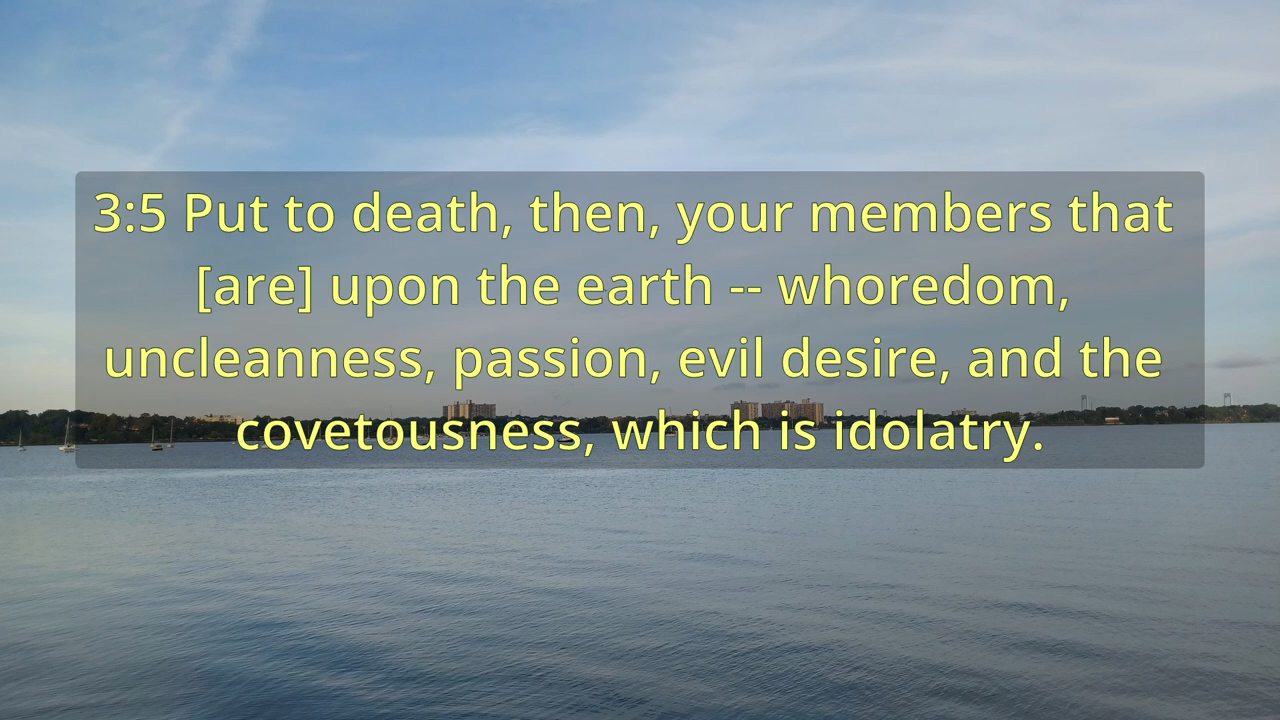 3:5 Put to death, then, your members that
[are] upon the earth -- whoredom,
uncleanness, passion, evil desire, and the
covetousness, which is idolatry.